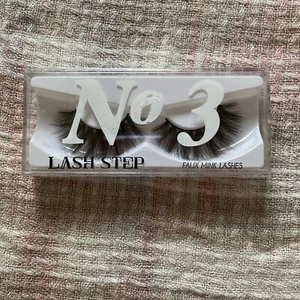 No 3
LASH STEP
FAUX MINK LASHES